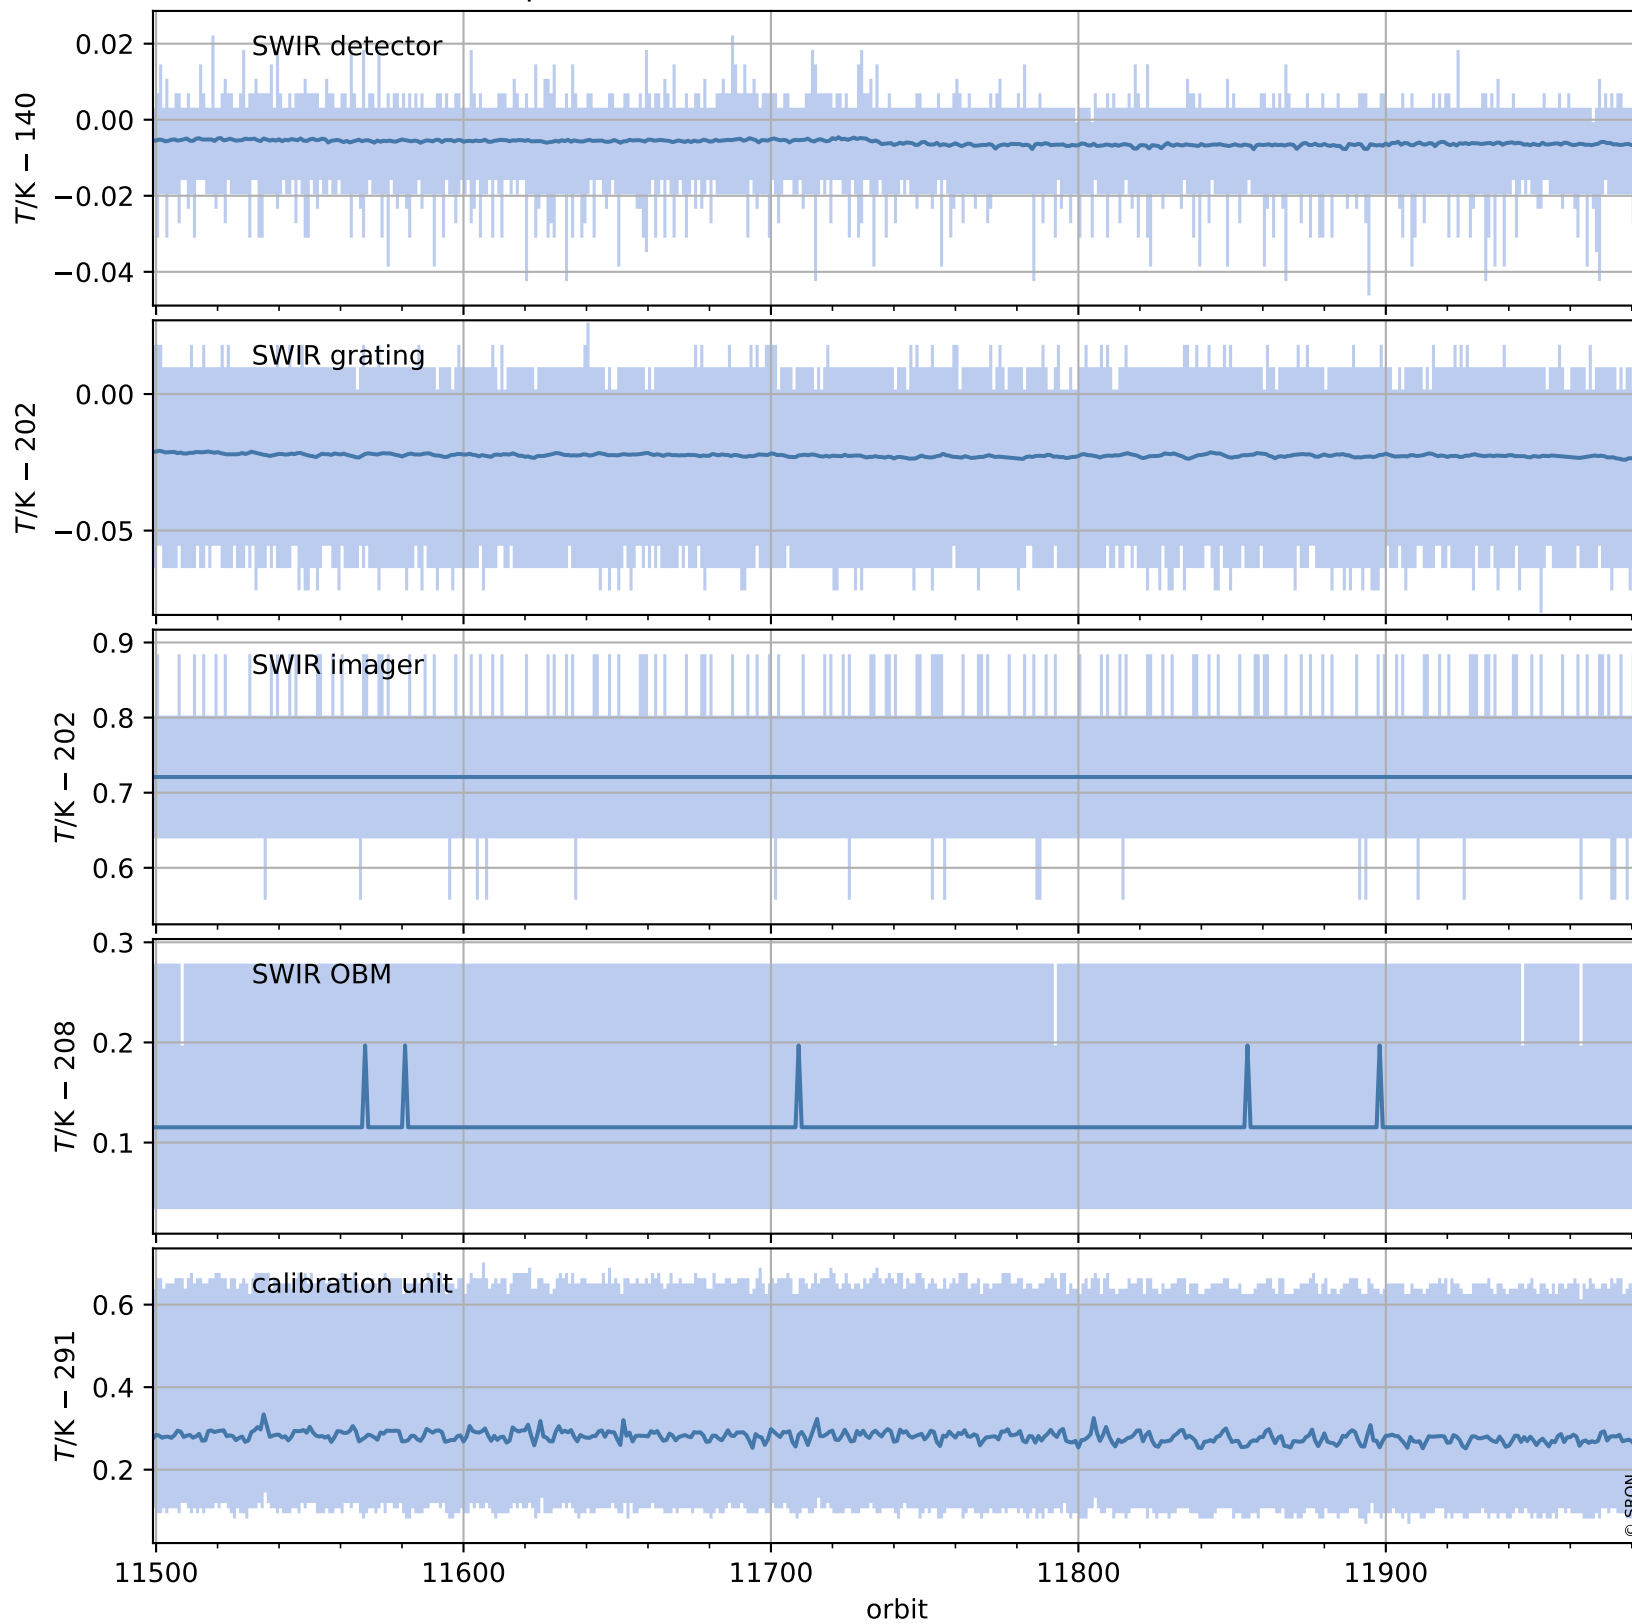 SWIR detector
0.02
0.00
−0.02
−0.04
T/K − 140
SWIR grating
0.00
−0.05
T/K − 202
SWIR imager
0.9
0.8
0.7
0.6
T/K − 202
SWIR OBM
0.3
0.2
0.1
T/K − 208
calibration unit
0.6
0.4
0.2
T/K − 291
© SRON
11500 11600 11700 11800 11900
orbit